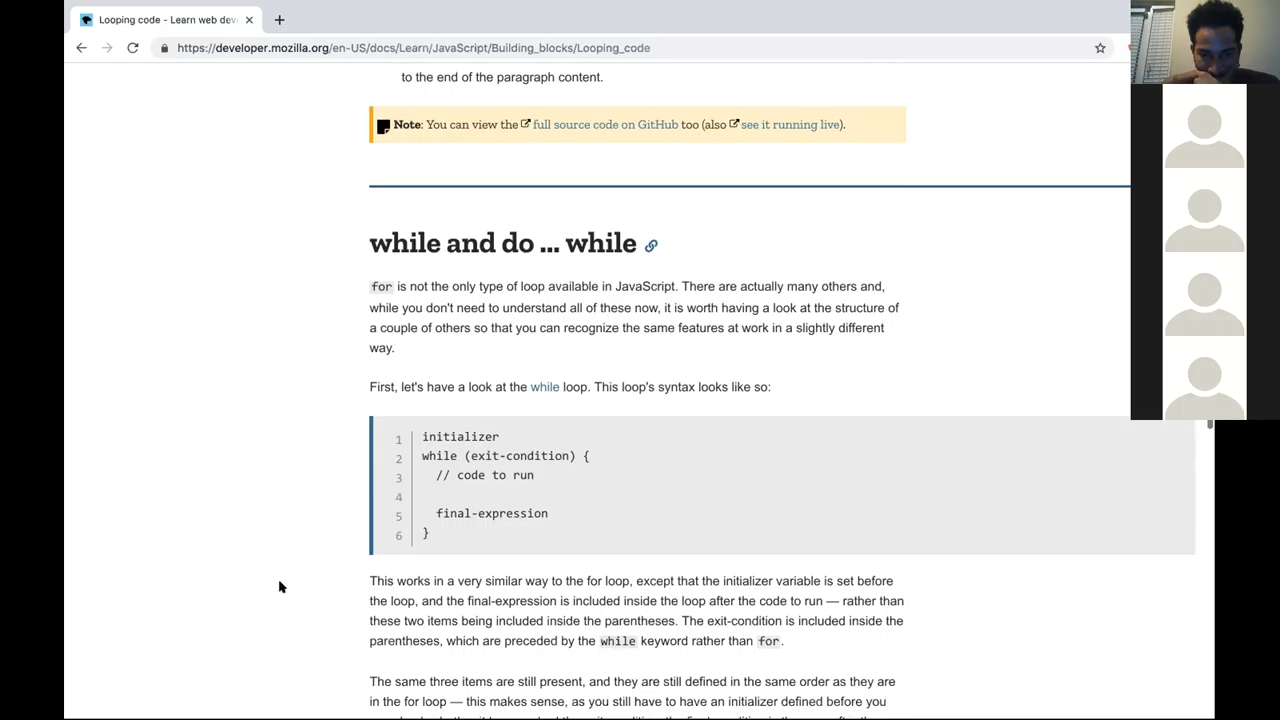 Looping code - Learn web dev
https://developer.mozilla.org/en-US/docs/Learn/JavaScript/Building_blocks/Looping_code
to the end of the paragraph content.
Note: You can view the full source code on GitHub too (also see it running live).
while and do ... while
for is not the only type of loop available in JavaScript. There are actually many others and,
while you don't need to understand all of these now, it is worth having a look at the structure of
a couple of others so that you can recognize the same features at work in a slightly different
way.
First, let's have a look at the while loop. This loop's syntax looks like so:
1 initializer
2 while (exit-condition) {
3 // code to run
4
5 final-expression
6 }
This works in a very similar way to the for loop, except that the initializer variable is set before
the loop, and the final-expression is included inside the loop after the code to run — rather than
these two items being included inside the parentheses. The exit-condition is included inside the
parentheses, which are preceded by the while keyword rather than for.
The same three items are still present, and they are still defined in the same order as they are
in the for loop — this makes sense, as you still have to have an initializer defined before you